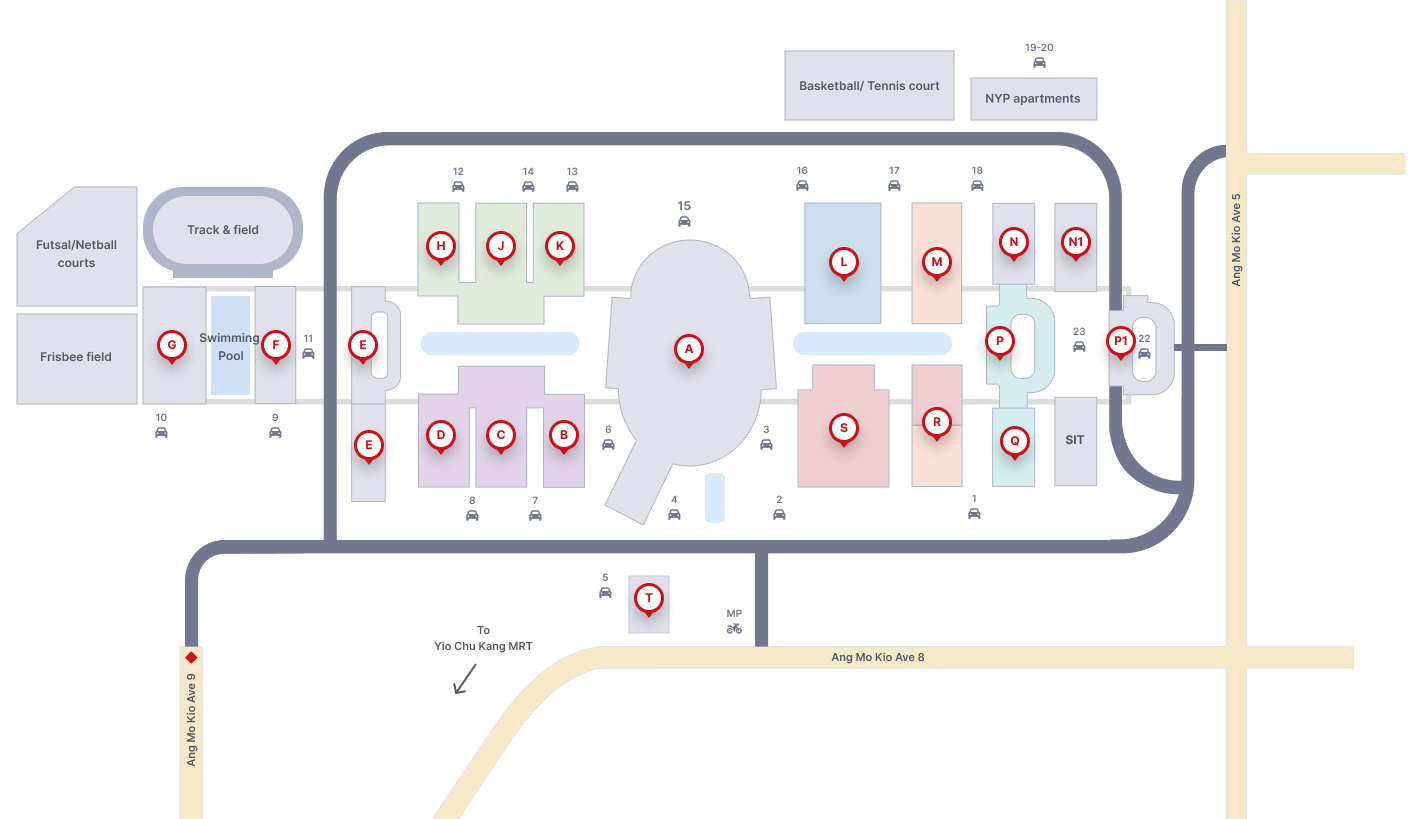 19-20
Basketball/ Tennis court
NYP apartments
12
14
13
16
17
18
15
Futsal/Netball
courts
Track & field
H
J
K
L
M
N
N1
Ang Mo Kio Ave 5
Frisbee field
G
Swimming
Pool
F
11
E
A
P
23
P1
22
10
9
E
D
C
B
6
3
S
R
Q
SIT
8
7
4
2
1
5
T
MP
To
Yio Chu Kang MRT
Ang Mo Kio Ave 8
Ang Mo Kio Ave 9